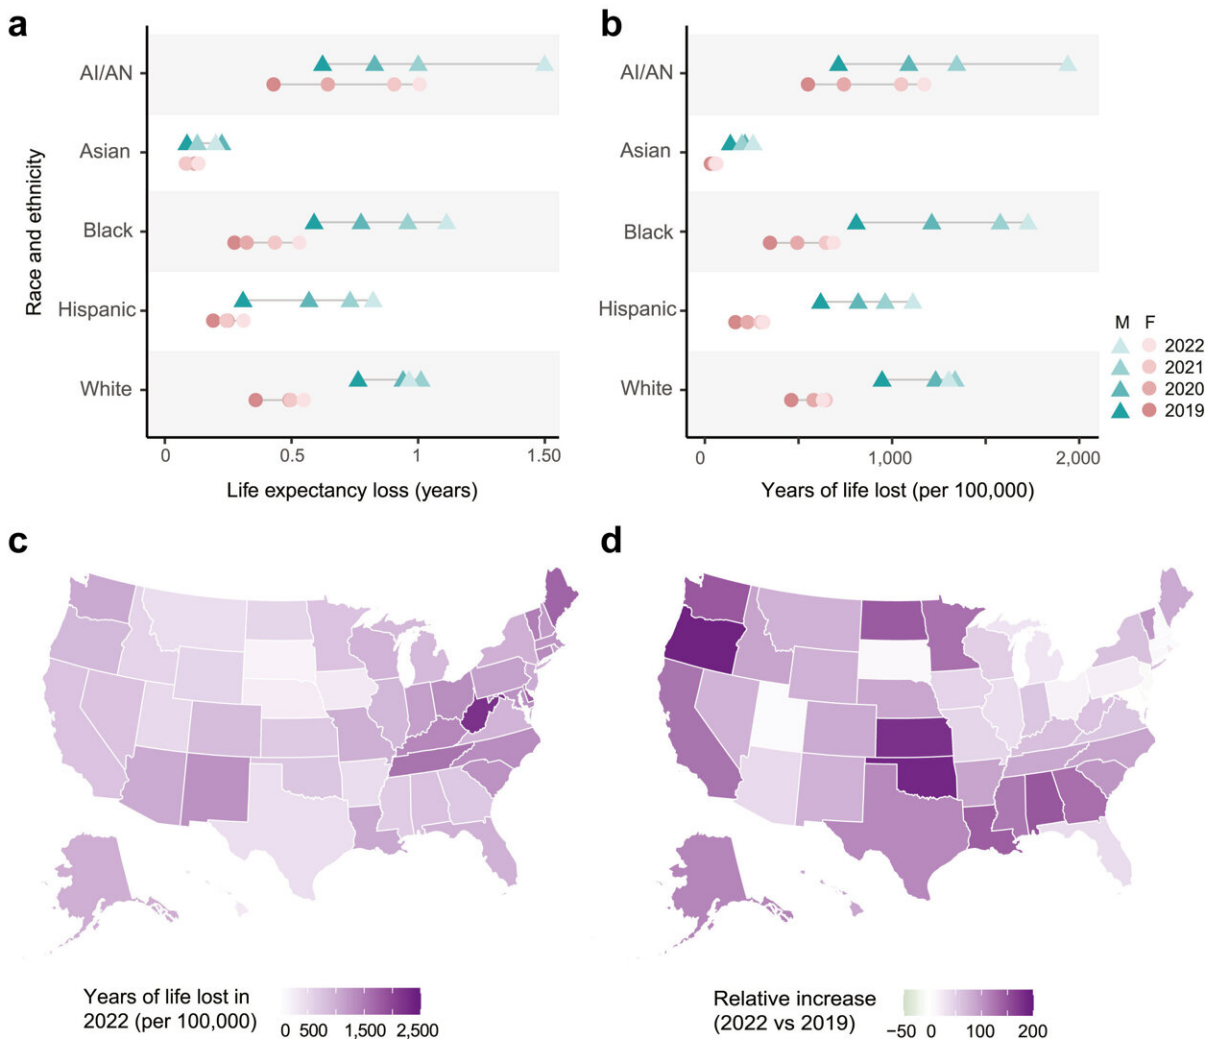 a
Race and ethnicity
AI/AN
Asian
Black
Hispanic
White
0 0.5 1 1.50
Life expectancy loss (years)
b
AI/AN
Asian
Black
Hispanic
White
0 1,000 2,000
Years of life lost (per 100,000)
M F
2022
2021
2020
2019
c
Years of life lost in
2022 (per 100,000)
0 500 1,500 2,500
d
Relative increase
(2022 vs 2019)
−50 0 100 200